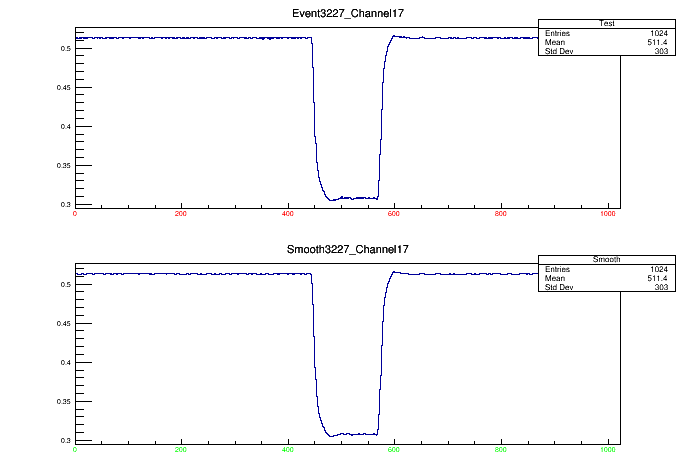 Event3227_Channel17
Test
Entries 1024
Mean 511.4
Std Dev 303
0.5
0.45
0.4
0.35
0.3
0 200 400 600 800 1000
Smooth3227_Channel17
Smooth
Entries 1024
Mean 511.4
Std Dev 303
0.5
0.45
0.4
0.35
0.3
0 200 400 600 800 1000